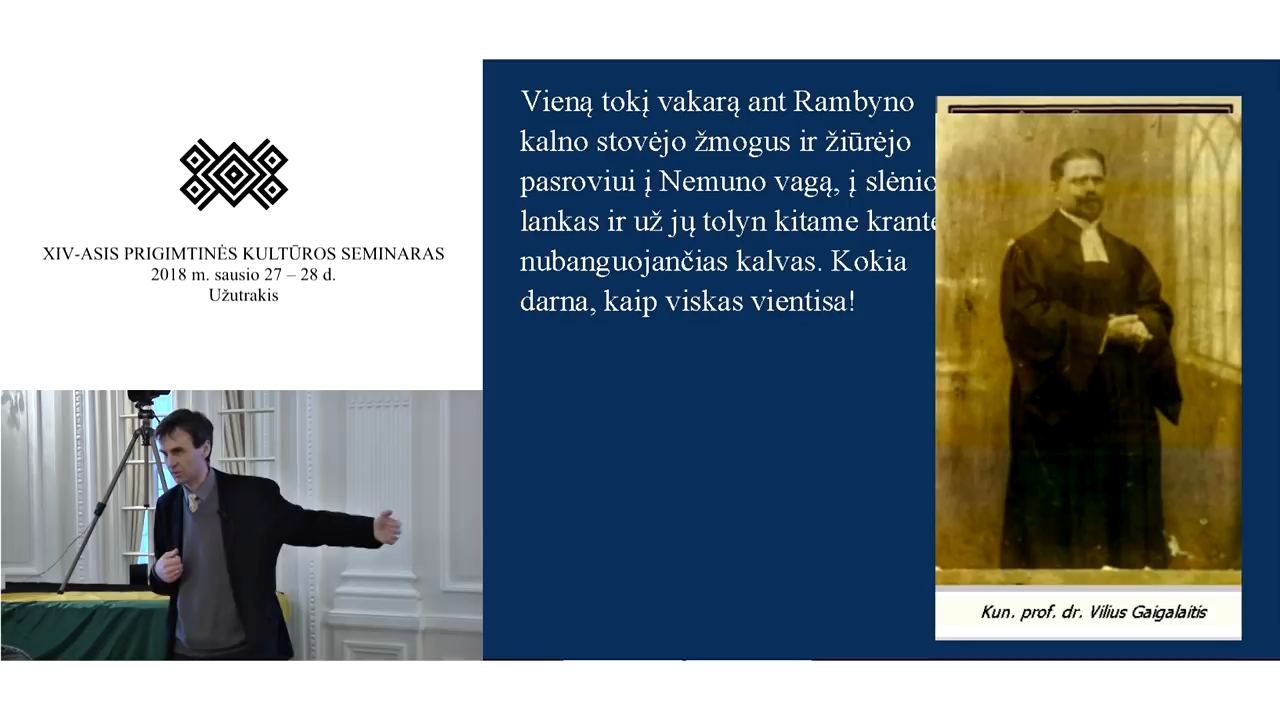 XIV-ASIS PRIGIMTINĖS KULTŪROS SEMINARAS
2018 m. sausio 27 – 28 d.
Užutrakis
Vieną tokį vakarą ant Rambyno
kalno stovėjo žmogus ir žiūrėjo
pasroviui į Nemuno vagą, į slėnio
lankas ir už jų tolyn kitame krante
nubanguojančias kalvas. Kokia
darna, kaip viskas vientisa!
Kun. prof. dr. Vilius Gaigalaitis